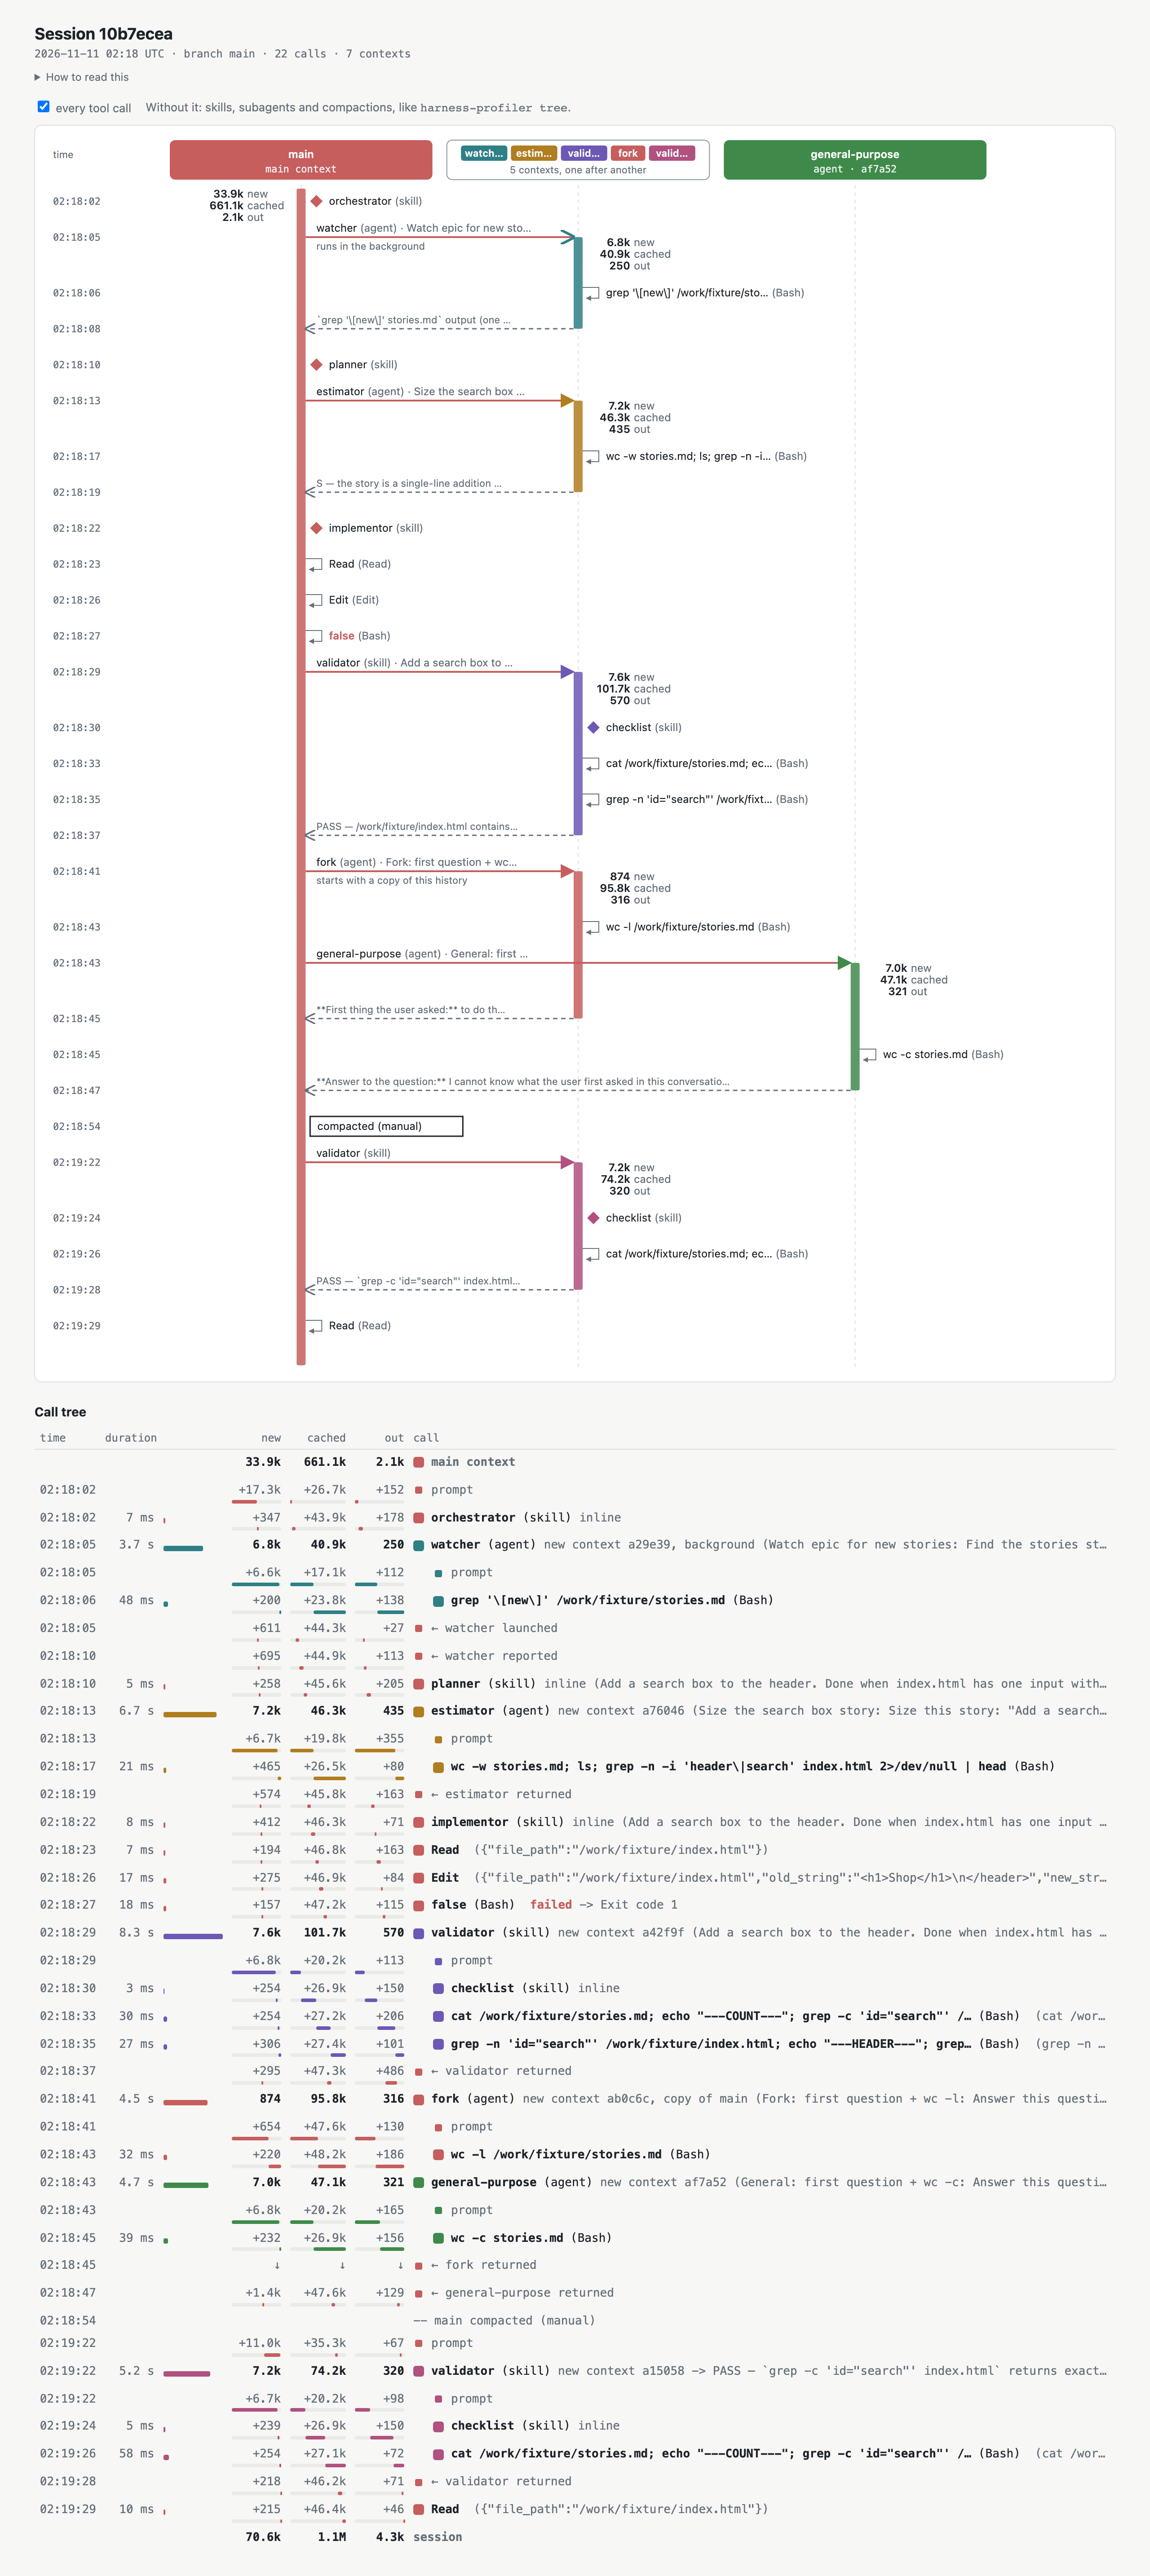 Session 10b7ecea
2026-11-11 02:18 UTC · branch main · 22 calls · 7 contexts
▶ How to read this
every tool call Without it: skills, subagents and compactions, like harness-profiler tree.
time
main
main context
watch... estim... valid... fork valid...
5 contexts, one after another
general-purpose
agent · af7a52
33.9k new
661.1k cached
2.1k out
02:18:02 orchestrator (skill)
watcher (agent) · Watch epic for new sto...
02:18:05
runs in the background
6.8k new
40.9k cached
250 out
02:18:06 grep '\[new\]' /work/fixture/sto... (Bash)
`grep '\[new\]' stories.md` output (one ...
02:18:08
02:18:10 planner (skill)
estimator (agent) · Size the search box ...
02:18:13
7.2k new
46.3k cached
435 out
02:18:17 wc -w stories.md; ls; grep -n -i... (Bash)
S — the story is a single-line addition ...
02:18:19
02:18:22 implementor (skill)
02:18:23 Read (Read)
02:18:26 Edit (Edit)
02:18:27 false (Bash)
validator (skill) · Add a search box to ...
02:18:29
7.6k new
101.7k cached
570 out
02:18:30 checklist (skill)
02:18:33 cat /work/fixture/stories.md; ec... (Bash)
02:18:35 grep -n 'id="search"' /work/fixt... (Bash)
PASS — /work/fixture/index.html contains...
02:18:37
fork (agent) · Fork: first question + wc...
02:18:41
starts with a copy of this history
874 new
95.8k cached
316 out
02:18:43 wc -l /work/fixture/stories.md (Bash)
general-purpose (agent) · General: first ...
02:18:43
7.0k new
47.1k cached
321 out
**First thing the user asked:** to do th...
02:18:45
02:18:45 wc -c stories.md (Bash)
**Answer to the question:** I cannot know what the user first asked in this conversatio...
02:18:47
02:18:54 compacted (manual)
validator (skill)
02:19:22
7.2k new
74.2k cached
320 out
02:19:24 checklist (skill)
02:19:26 cat /work/fixture/stories.md; ec... (Bash)
PASS — `grep -c 'id="search"' index.html...
02:19:28
02:19:29 Read (Read)
Call tree
time duration new cached out call
33.9k 661.1k 2.1k main context
02:18:02 +17.3k +26.7k +152 prompt
02:18:02 7 ms +347 +43.9k +178 orchestrator (skill) inline
02:18:05 3.7 s 6.8k 40.9k 250 watcher (agent) new context a29e39, background (Watch epic for new stories: Find the stories st…
02:18:05 +6.6k +17.1k +112 prompt
02:18:06 48 ms +200 +23.8k +138 grep '\[new\]' /work/fixture/stories.md (Bash)
02:18:05 +611 +44.3k +27 ← watcher launched
02:18:10 +695 +44.9k +113 ← watcher reported
02:18:10 5 ms +258 +45.6k +205 planner (skill) inline (Add a search box to the header. Done when index.html has one input with…
02:18:13 6.7 s 7.2k 46.3k 435 estimator (agent) new context a76046 (Size the search box story: Size this story: "Add a search…
02:18:13 +6.7k +19.8k +355 prompt
02:18:17 21 ms +465 +26.5k +80 wc -w stories.md; ls; grep -n -i 'header\|search' index.html 2>/dev/null | head (Bash)
02:18:19 +574 +45.8k +163 ← estimator returned
02:18:22 8 ms +412 +46.3k +71 implementor (skill) inline (Add a search box to the header. Done when index.html has one input …
02:18:23 7 ms +194 +46.8k +163 Read ({"file_path":"/work/fixture/index.html"})
02:18:26 17 ms +275 +46.9k +84 Edit ({"file_path":"/work/fixture/index.html","old_string":"<h1>Shop</h1>\n</header>","new_str…
02:18:27 18 ms +157 +47.2k +115 false (Bash) failed -> Exit code 1
02:18:29 8.3 s 7.6k 101.7k 570 validator (skill) new context a42f9f (Add a search box to the header. Done when index.html has …
02:18:29 +6.8k +20.2k +113 prompt
02:18:30 3 ms +254 +26.9k +150 checklist (skill) inline
02:18:33 30 ms +254 +27.2k +206 cat /work/fixture/stories.md; echo "---COUNT---"; grep -c 'id="search"' /… (Bash) (cat /wor…
02:18:35 27 ms +306 +27.4k +101 grep -n 'id="search"' /work/fixture/index.html; echo "---HEADER---"; grep… (Bash) (grep -n …
02:18:37 +295 +47.3k +486 ← validator returned
02:18:41 4.5 s 874 95.8k 316 fork (agent) new context ab0c6c, copy of main (Fork: first question + wc -l: Answer this questi…
02:18:41 +654 +47.6k +130 prompt
02:18:43 32 ms +220 +48.2k +186 wc -l /work/fixture/stories.md (Bash)
02:18:43 4.7 s 7.0k 47.1k 321 general-purpose (agent) new context af7a52 (General: first question + wc -c: Answer this questi…
02:18:43 +6.8k +20.2k +165 prompt
02:18:45 39 ms +232 +26.9k +156 wc -c stories.md (Bash)
02:18:45 ↓ ↓ ↓ ← fork returned
02:18:47 +1.4k +47.6k +129 ← general-purpose returned
02:18:54 —— main compacted (manual)
02:19:22 +11.0k +35.3k +67 prompt
02:19:22 5.2 s 7.2k 74.2k 320 validator (skill) new context a15058 -> PASS — `grep -c 'id="search"' index.html` returns exact…
02:19:22 +6.7k +20.2k +98 prompt
02:19:24 5 ms +239 +26.9k +150 checklist (skill) inline
02:19:26 58 ms +254 +27.1k +72 cat /work/fixture/stories.md; echo "---COUNT---"; grep -c 'id="search"' /… (Bash) (cat /wor…
02:19:28 +218 +46.2k +71 ← validator returned
02:19:29 10 ms +215 +46.4k +46 Read ({"file_path":"/work/fixture/index.html"})
70.6k 1.1M 4.3k session